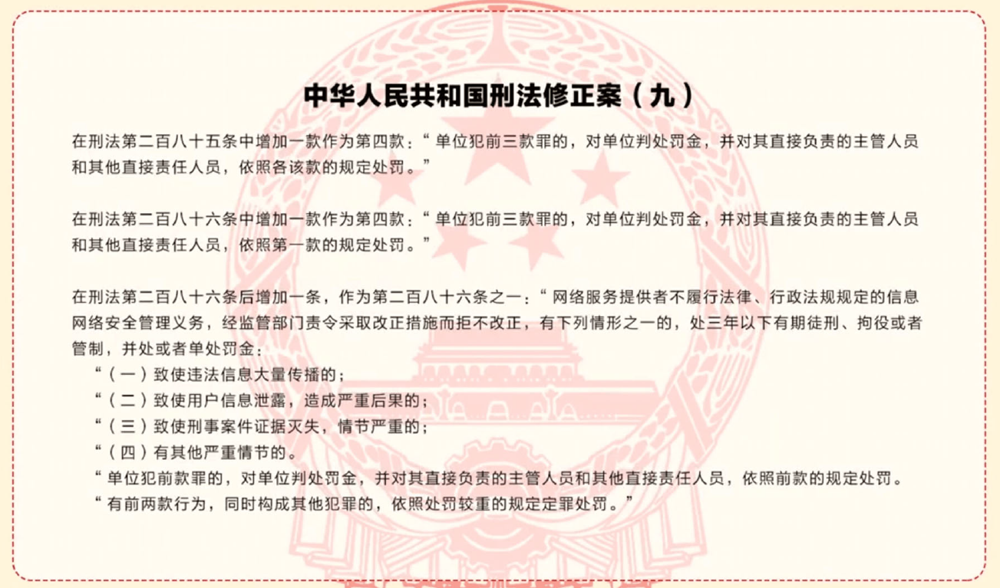 中华人民共和国刑法修正案（九）
在刑法第二百八十五条中增加一款作为第四款：“单位犯前三款罪的，对单位判处罚金，并对其直接负责的主管人员
和其他直接责任人员，依照各该款的规定处罚。”
在刑法第二百八十六条中增加一款作为第四款：“单位犯前三款罪的，对单位判处罚金，并对其直接负责的主管人员
和其他直接责任人员，依照第一款的规定处罚。”
在刑法第二百八十六条后增加一条，作为第二百八十六条之一：“网络服务提供者不履行法律、行政法规规定的信息
网络安全管理义务，经监管部门责令采取改正措施而拒不改正，有下列情形之一的，处三年以下有期徒刑、拘役或者
管制，并处或者单处罚金：
“（一）致使违法信息大量传播的；
“（二）致使用户信息泄露，造成严重后果的；
“（三）致使刑事案件证据灭失，情节严重的；
“（四）有其他严重情节的。
“单位犯前款罪的，对单位判处罚金，并对其直接负责的主管人员和其他直接责任人员，依照前款的规定处罚。
“有前两款行为，同时构成其他犯罪的，依照处罚较重的规定定罪处罚。”